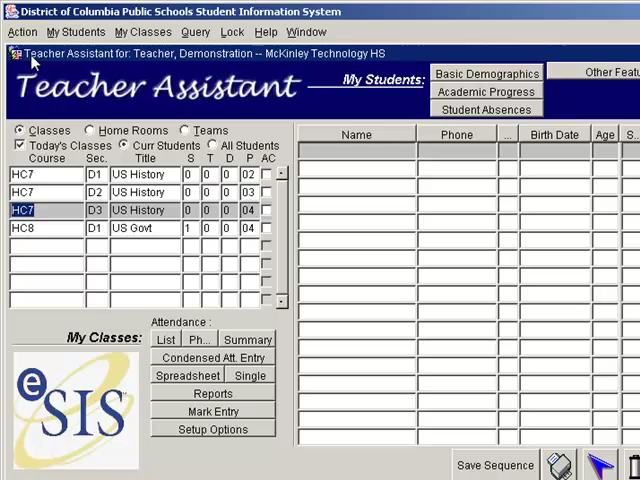 District of Columbia Public Schools Student Information System
Action My Students My Classes Query Lock Help Window
Teacher Assistant for: Teacher, Demonstration -- McKinley Technology HS
Teacher Assistant
My Students:
Basic Demographics
Other Featu
Academic Progress
Student Absences
Classes Home Rooms Teams
Today's Classes Curr Students All Students
Course Sec. Title S T D P AC
HC7 D1 US History 0 0 0 02
HC7 D2 US History 0 0 0 03
HC7 D3 US History 0 0 0 04
HC8 D1 US Govt 1 0 0 04
Name Phone ... Birth Date Age S...
Attendance :
My Classes:
List Ph... Summary
Condensed Att. Entry
Spreadsheet Single
Reports
Mark Entry
Setup Options
eSIS
Save Sequence